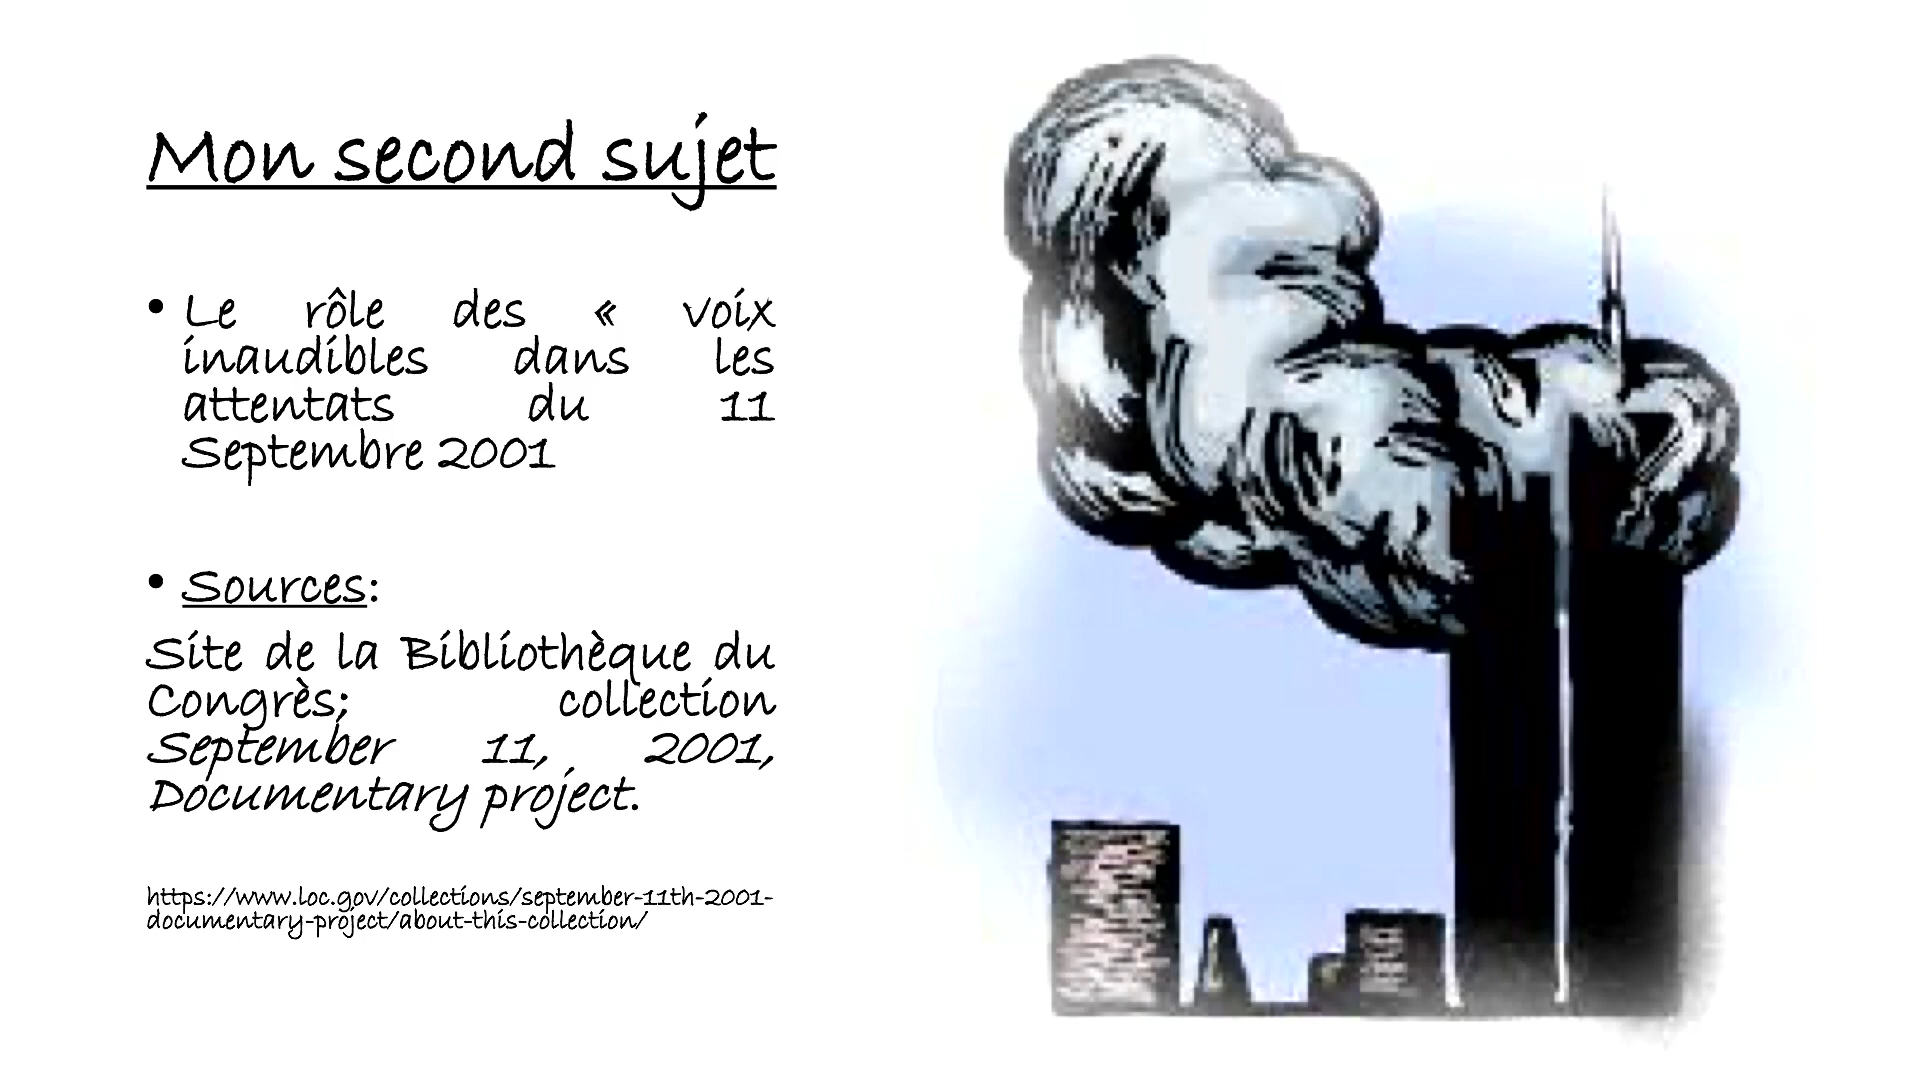 Mon second sujet
• Le rôle des « voix
inaudibles dans les
attentats du 11
Septembre 2001
• Sources:
Site de la Bibliothèque du
Congrès; collection
September 11, 2001,
Documentary project.
https://www.loc.gov/collections/september-11th-2001-
documentary-project/about-this-collection/